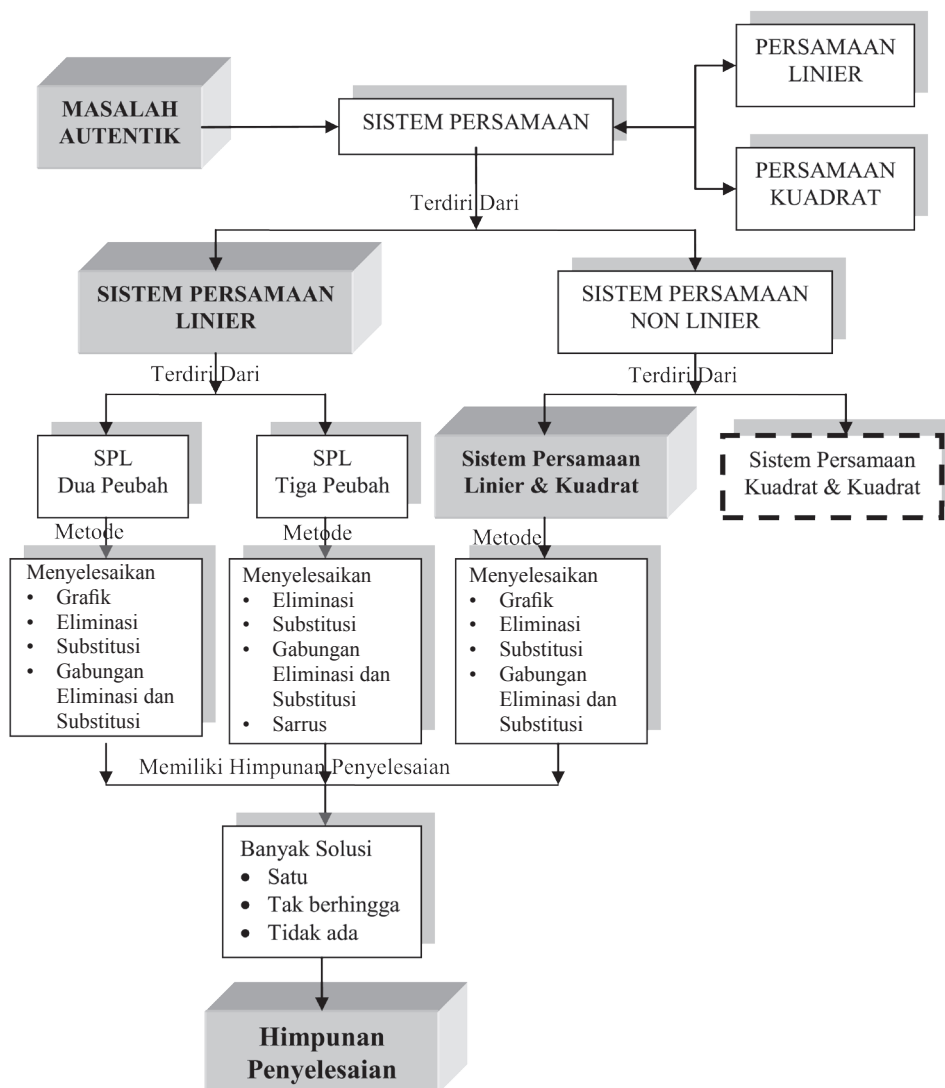 MASALAH
AUTENTIK
SISTEM PERSAMAAN
PERSAMAAN
LINIER
PERSAMAAN
KUADRAT
Terdiri Dari
SISTEM PERSAMAAN
LINIER
SISTEM PERSAMAAN
NON LINIER
Terdiri Dari
Terdiri Dari
SPL
Dua Peubah
SPL
Tiga Peubah
Sistem Persamaan
Linier & Kuadrat
Sistem Persamaan
Kuadrat & Kuadrat
Metode
Metode
Metode
Menyelesaikan
• Grafik
• Eliminasi
• Substitusi
• Gabungan
Eliminasi dan
Substitusi
Menyelesaikan
• Eliminasi
• Substitusi
• Gabungan
Eliminasi dan
Substitusi
• Sarrus
Menyelesaikan
• Grafik
• Eliminasi
• Substitusi
• Gabungan
Eliminasi dan
Substitusi
Memiliki Himpunan Penyelesaian
Banyak Solusi
• Satu
• Tak berhingga
• Tidak ada
Himpunan
Penyelesaian